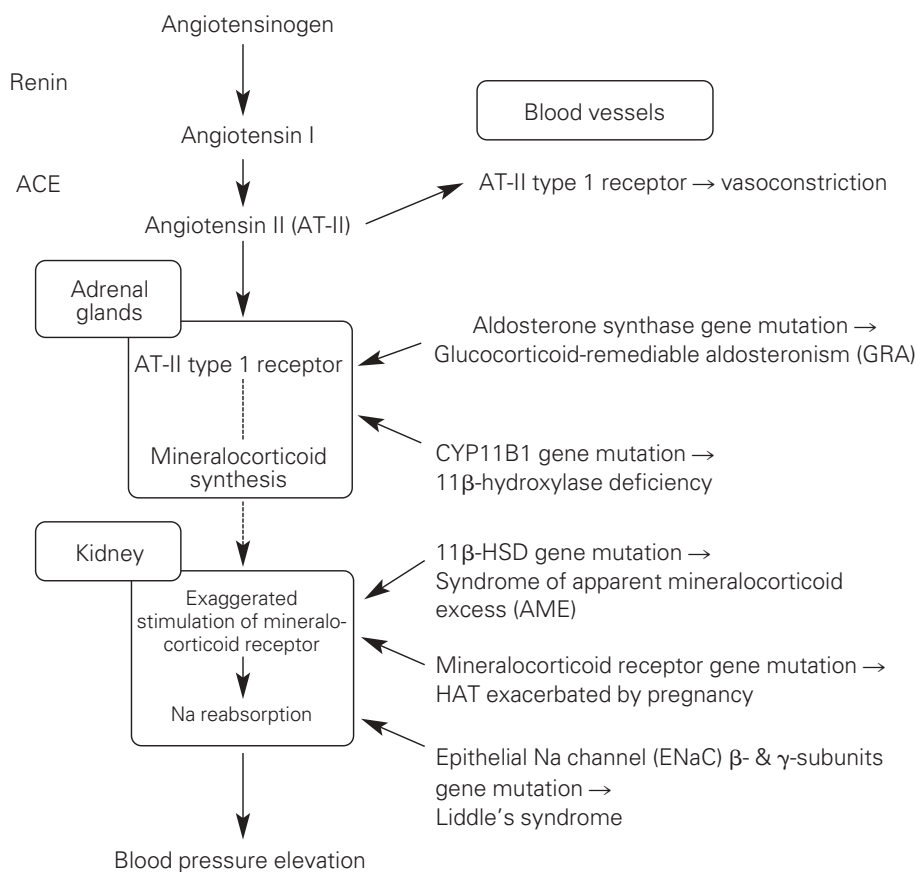 Angiotensinogen
Renin
Angiotensin I
Blood vessels
ACE
AT-II type 1 receptor → vasoconstriction
Angiotensin II (AT-II)
Adrenal
glands
AT-II type 1 receptor
Mineralocorticoid
synthesis
Aldosterone synthase gene mutation →
Glucocorticoid-remediable aldosteronism (GRA)
CYP11B1 gene mutation →
11β-hydroxylase deficiency
Kidney
Exaggerated
stimulation of mineralo-
corticoid receptor
Na reabsorption
11β-HSD gene mutation →
Syndrome of apparent mineralocorticoid
excess (AME)
Mineralocorticoid receptor gene mutation →
HAT exacerbated by pregnancy
Epithelial Na channel (ENaC) β- & γ-subunits
gene mutation →
Liddle's syndrome
Blood pressure elevation